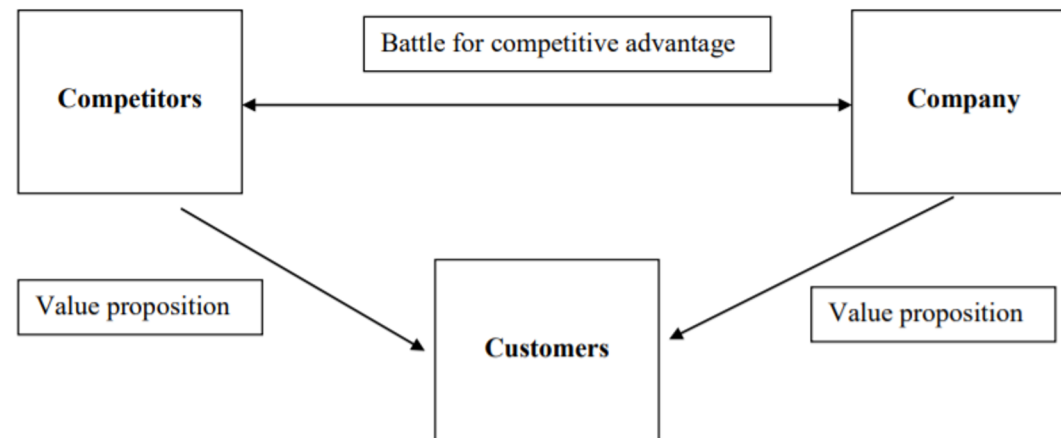 Battle for competitive advantage
Competitors
Company
Value proposition
Value proposition
Customers